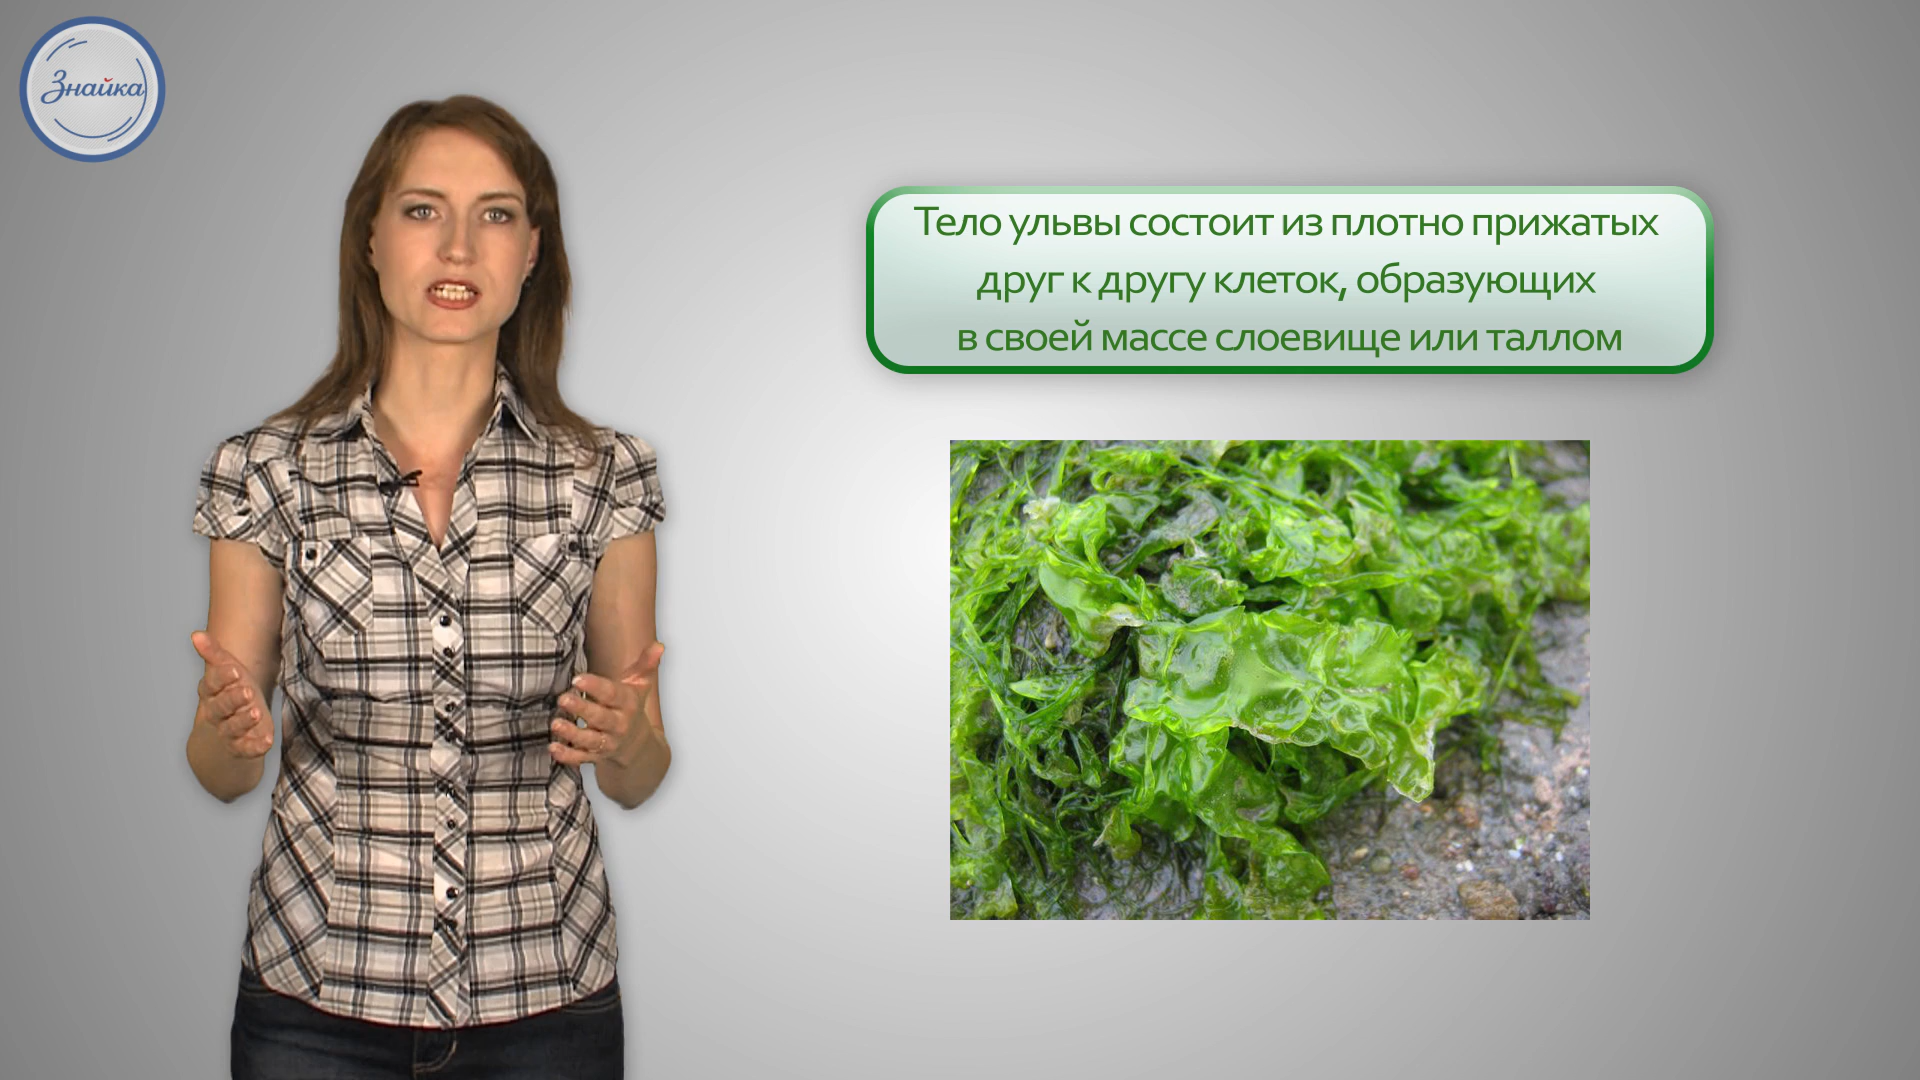 Знайка
Тело ульвы состоит из плотно прижатых
друг к другу клеток, образующих
в своей массе слоевище или таллом